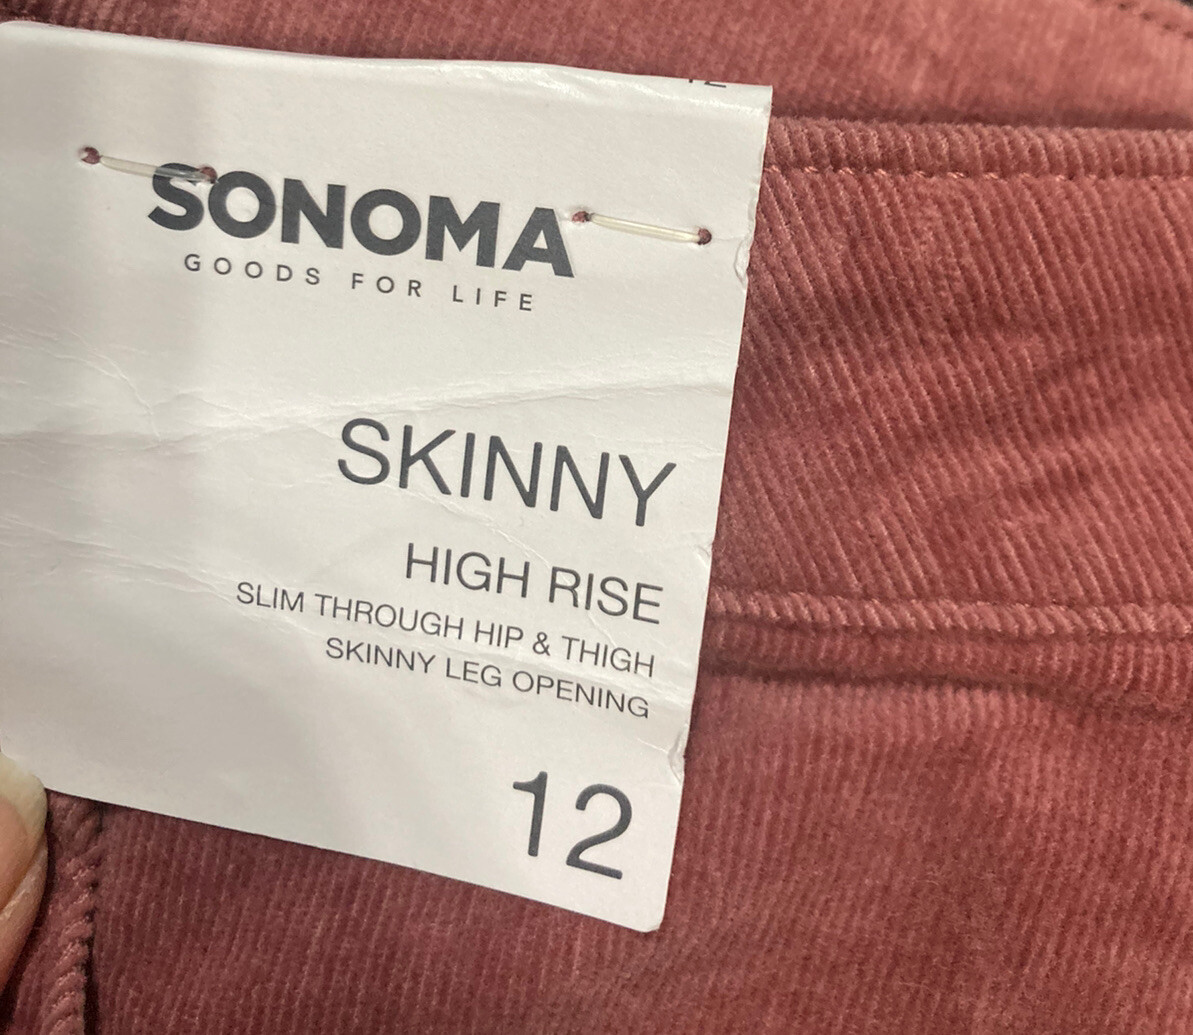 SONOMA
GOODS FOR LIFE
SKINNY
HIGH RISE
SLIM THROUGH HIP & THIGH
SKINNY LEG OPENING
12